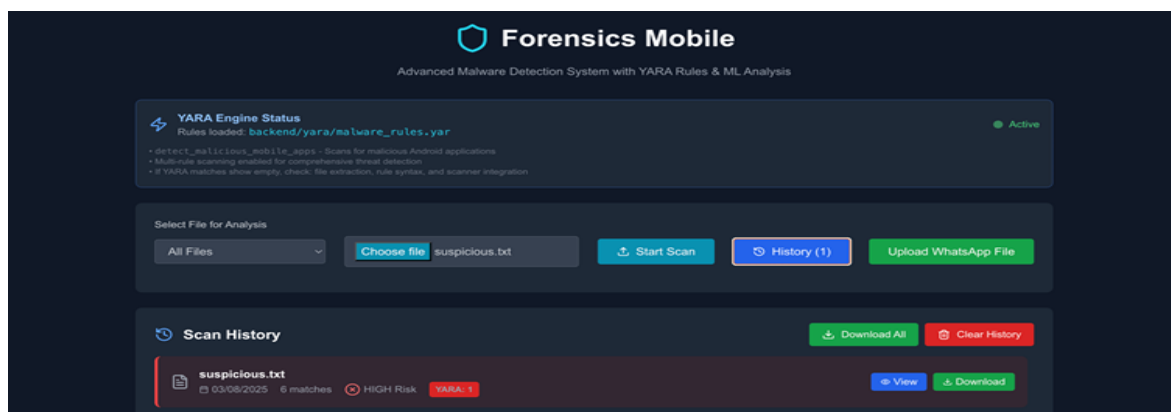 Forensics Mobile
Advanced Malware Detection System with YARA Rules & ML Analysis
YARA Engine Status
Rules loaded: backend/yara/malware_rules.yar
Active
• detect_malicious_mobile_apps - Scans for malicious Android applications
• Multi-rule scanning enabled for comprehensive threat detection
• If YARA matches show empty, check: file extraction, rule syntax, and scanner integration
Select File for Analysis
All Files Choose file suspicious.txt Start Scan History (1) Upload WhatsApp File
Scan History Download All Clear History
suspicious.txt
03/08/2025 6 matches HIGH Risk YARA: 1 View Download